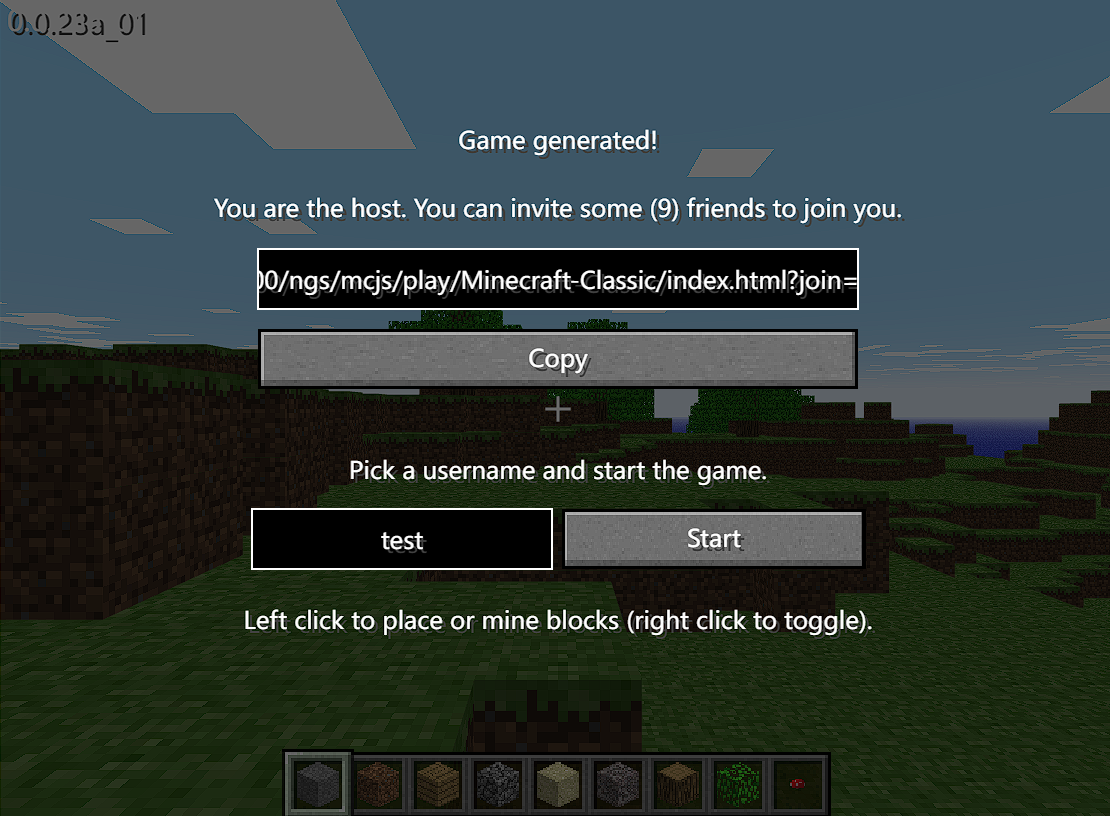 0.0.23a_01
Game generated!
You are the host. You can invite some (9) friends to join you.
00/ngs/mcjs/play/Minecraft-Classic/index.html?join=
Copy
Pick a username and start the game.
test
Start
Left click to place or mine blocks (right click to toggle).